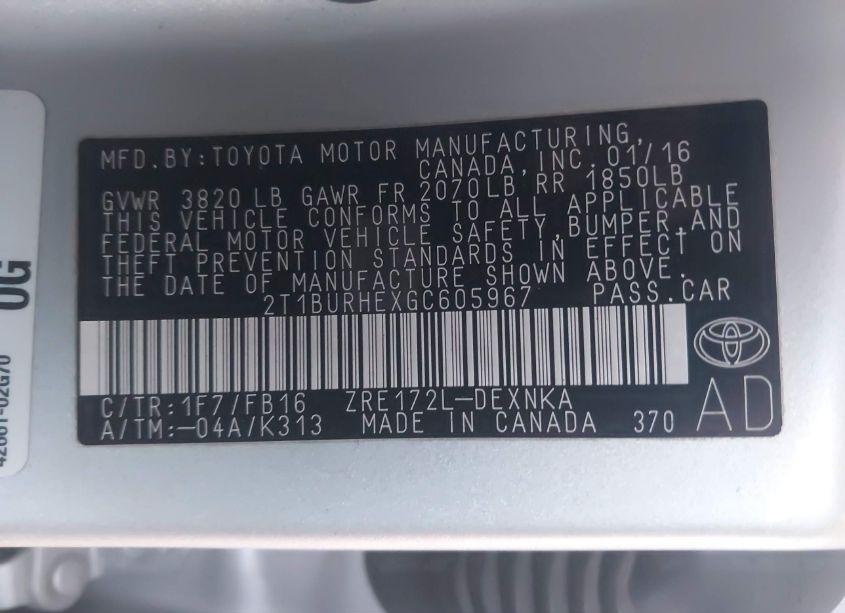 MFD.BY:TOYOTA MOTOR MANUFACTURING,
CANADA,INC.01/16
GVWR 3820LB GAWR FR 2070LB RR 1850LB
THIS VEHICLE CONFORMS TO ALL APPLICABLE
FEDERAL MOTOR VEHICLE SAFETY,BUMPER,AND
THEFT PREVENTION STANDARDS IN EFFECT ON
THE DATE OF MANUFACTURE SHOWN ABOVE.
2T1BURHEXGC605967 PASS.CAR
C/TR:1F7/FB16 ZRE172L-DEXNKA
A/TM:-04A/K313 MADE IN CANADA 370
AD
0G